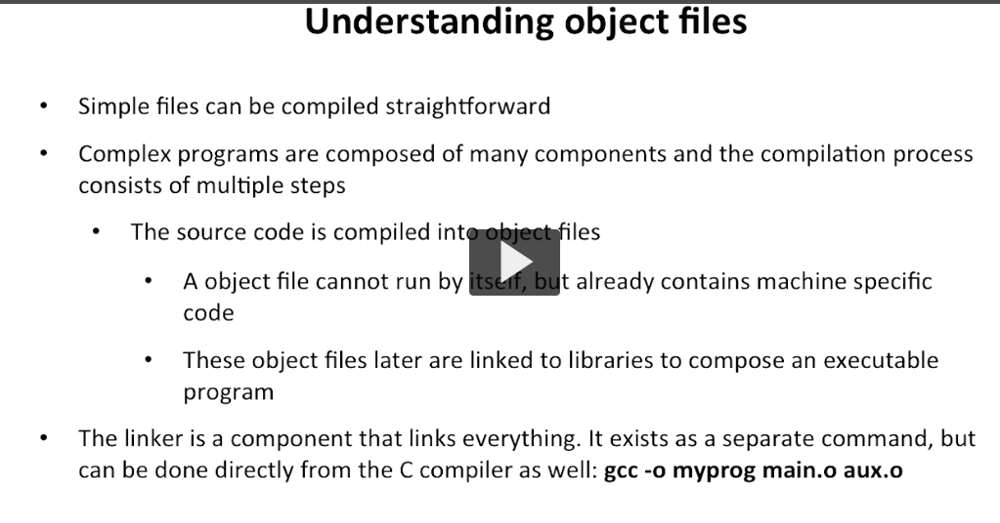 Understanding object files
• Simple files can be compiled straightforward
• Complex programs are composed of many components and the compilation process
consists of multiple steps
• The source code is compiled into object files
• A object file cannot run by itself, but already contains machine specific
code
• These object files later are linked to libraries to compose an executable
program
• The linker is a component that links everything. It exists as a separate command, but
can be done directly from the C compiler as well: gcc -o myprog main.o aux.o